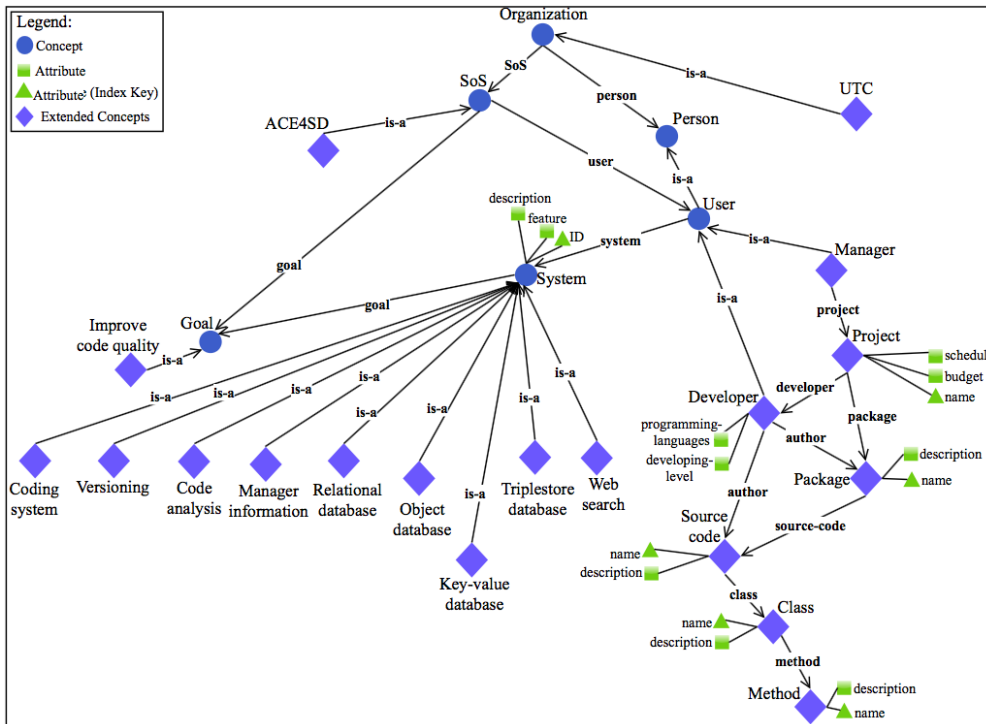 Legend:
Concept
Attribute
Attribute s (Index Key)
Extended Concepts
Organization
SoS
person
is-a
UTC
SoS
ACE4SD
is-a
Person
user
is-a
description
feature
ID
User
system
is-a
Manager
goal
System
is-a
project
goal
Improve
code quality
Goal
is-a
Project
schedul
budget
name
developer
is-a
is-a
is-a
is-a
is-a
is-a
is-a
is-a
is-a
Developer
programming-
languages
developing-
level
author
package
description
name
Package
Coding
system
Versioning
Code
analysis
Manager
information
Relational
database
Object
database
Triplestore
database
Web
search
author
source-code
Key-value
database
Source
code
name
description
class
Class
name
description
method
Method
description
name